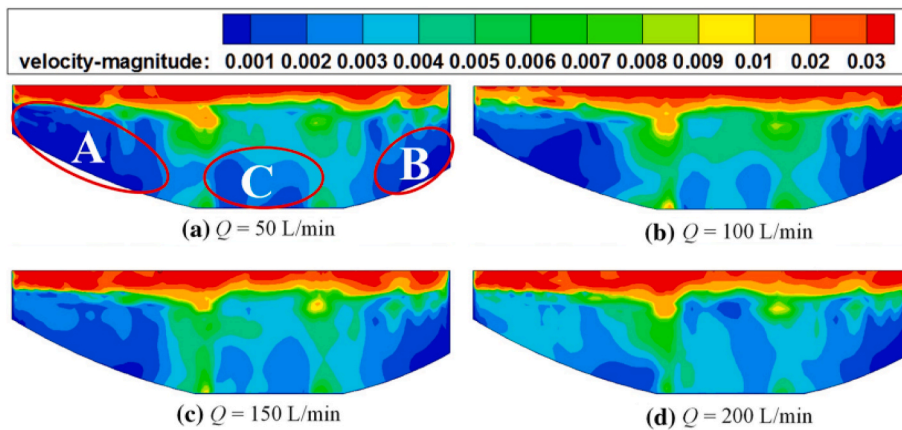 velocity-magnitude: 0.001 0.002 0.003 0.004 0.005 0.006 0.007 0.008 0.009 0.01 0.02 0.03
A
B
C
(a) Q = 50 L/min
(b) Q = 100 L/min
(c) Q = 150 L/min
(d) Q = 200 L/min